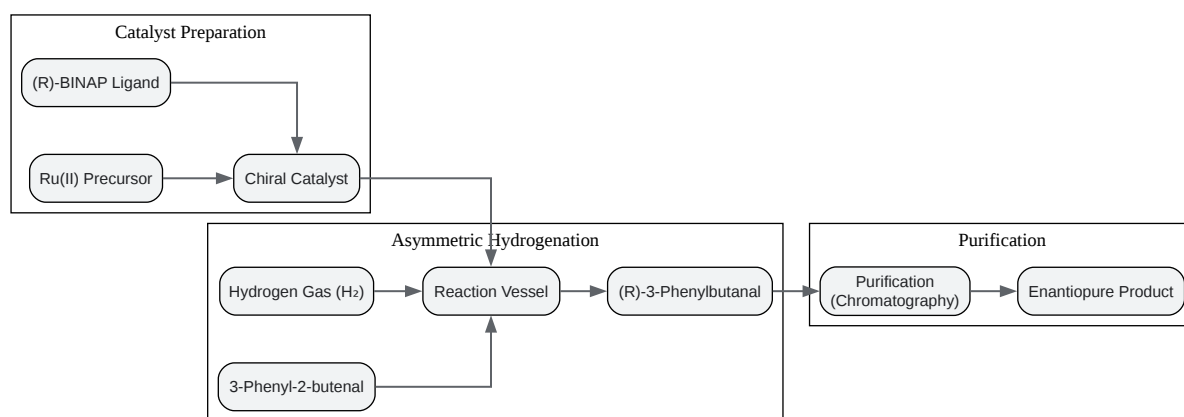 Catalyst Preparation
(R)-BINAP Ligand
Ru(II) Precursor
Chiral Catalyst
Asymmetric Hydrogenation
Hydrogen Gas (H₂)
Reaction Vessel
(R)-3-Phenylbutanal
3-Phenyl-2-butenal
Purification
Purification
(Chromatography)
Enantiopure Product